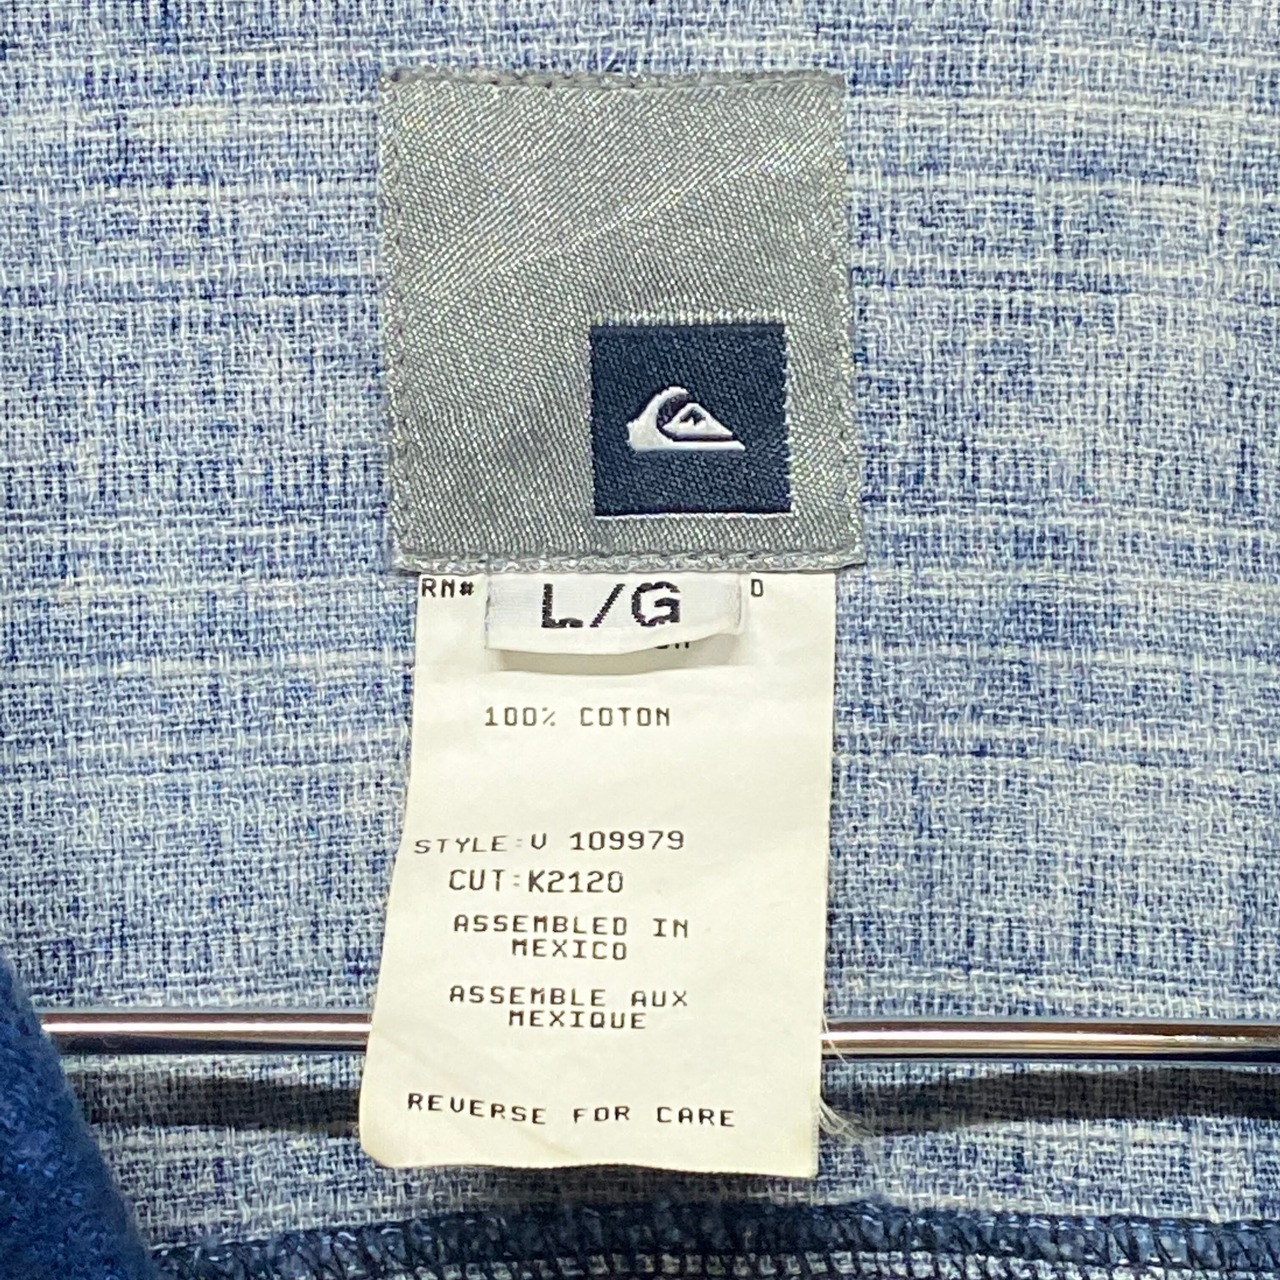 RN# L/G D
100% COTON
STYLE:V 109979
CUT:K2120
ASSEMBLED IN
MEXICO
ASSEMBLE AUX
MEXIQUE
REVERSE FOR CARE